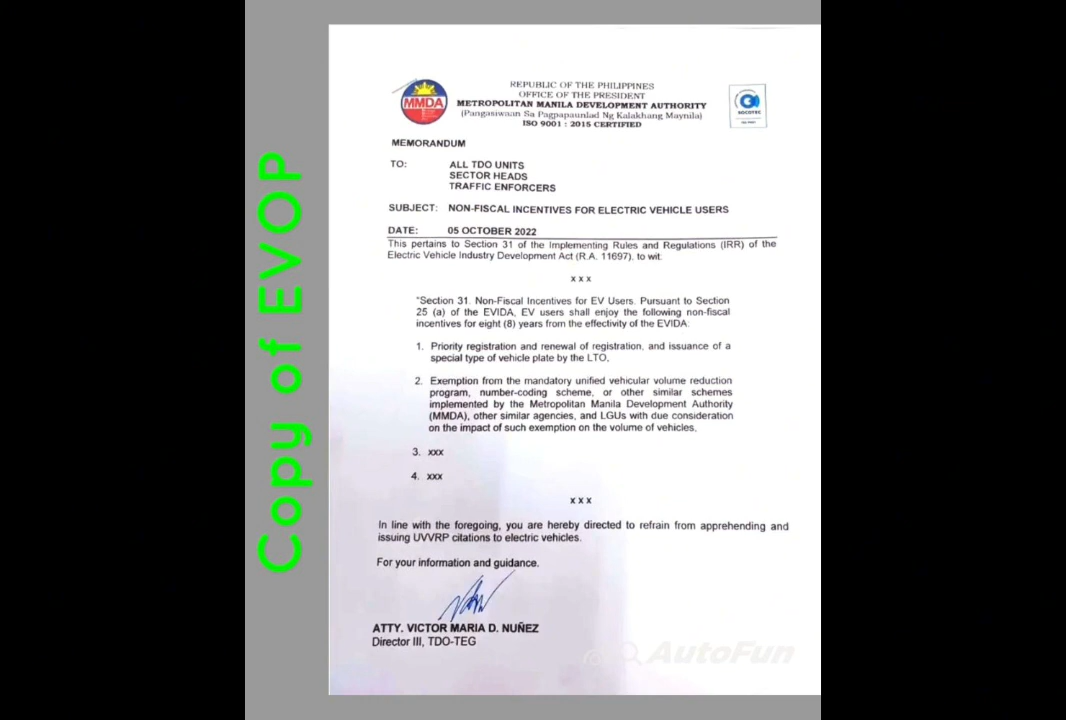 Copy of EVOP
MMDA
REPUBLIC OF THE PHILIPPINES
OFFICE OF THE PRESIDENT
METROPOLITAN MANILA DEVELOPMENT AUTHORITY
(Pangasiwaan Sa Pagpapaunlad Ng Kalakhang Maynila)
ISO 9001 : 2015 CERTIFIED
SOCOTEC
MEMORANDUM
TO: ALL TDO UNITS
SECTOR HEADS
TRAFFIC ENFORCERS
SUBJECT: NON-FISCAL INCENTIVES FOR ELECTRIC VEHICLE USERS
DATE: 05 OCTOBER 2022
This pertains to Section 31 of the Implementing Rules and Regulations (IRR) of the
Electric Vehicle Industry Development Act (R.A. 11697), to wit:
x x x
"Section 31. Non-Fiscal Incentives for EV Users. Pursuant to Section
25 (a) of the EVIDA, EV users shall enjoy the following non-fiscal
incentives for eight (8) years from the effectivity of the EVIDA:
1. Priority registration and renewal of registration, and issuance of a
special type of vehicle plate by the LTO,
2. Exemption from the mandatory unified vehicular volume reduction
program, number-coding scheme, or other similar schemes
implemented by the Metropolitan Manila Development Authority
(MMDA), other similar agencies, and LGUs with due consideration
on the impact of such exemption on the volume of vehicles,
3. xxx
4. xxx
x x x
In line with the foregoing, you are hereby directed to refrain from apprehending and
issuing UVVRP citations to electric vehicles.
For your information and guidance.
ATTY. VICTOR MARIA D. NUÑEZ
Director III, TDO-TEG
AutoFun